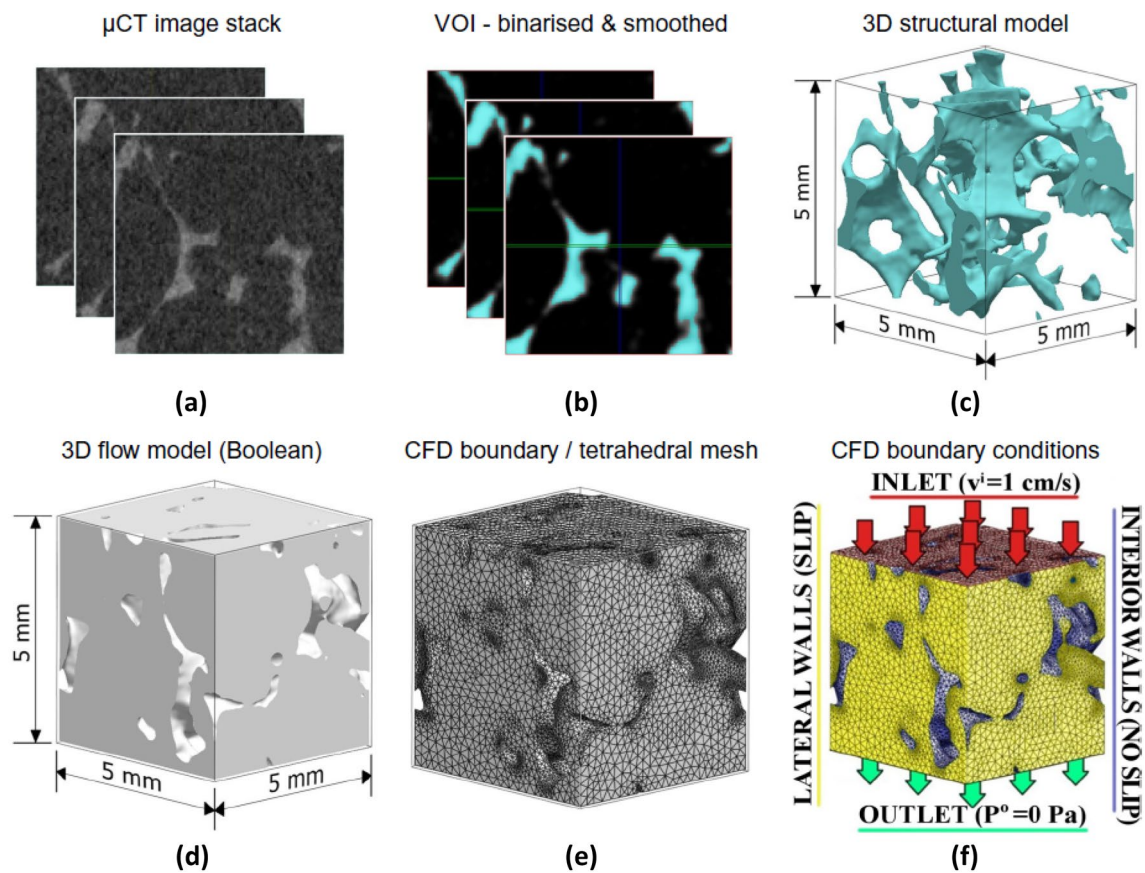 µCT image stack
VOI - binarised & smoothed
3D structural model
5 mm
5 mm
5 mm
(a)
(b)
(c)
3D flow model (Boolean)
CFD boundary / tetrahedral mesh
CFD boundary conditions
INLET (vⁱ=1 cm/s)
LATERAL WALLS (SLIP)
INTERIOR WALLS (NO SLIP)
5 mm
5 mm
5 mm
OUTLET (Pᵒ=0 Pa)
(d)
(e)
(f)